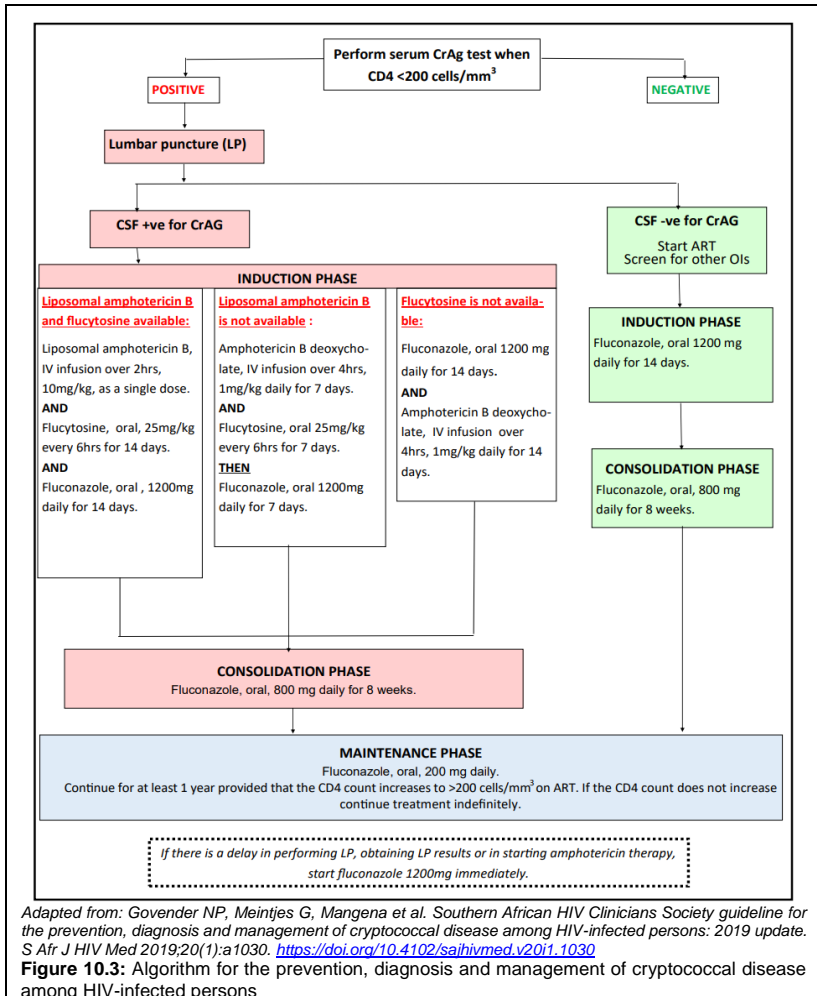 Perform serum CrAg test when
CD4 <200 cells/mm³
POSITIVE
NEGATIVE
Lumbar puncture (LP)
CSF +ve for CrAG
CSF -ve for CrAG
Start ART
Screen for other OIs
INDUCTION PHASE
Liposomal amphotericin B
and flucytosine available:
Liposomal amphotericin B,
IV infusion over 2hrs,
10mg/kg, as a single dose.
AND
Flucytosine, oral, 25mg/kg
every 6hrs for 14 days.
AND
Fluconazole, oral , 1200mg
daily for 14 days.
Liposomal amphotericin B
is not available :
Amphotericin B deoxycho-
late, IV infusion over 4hrs,
1mg/kg daily for 7 days.
AND
Flucytosine, oral 25mg/kg
every 6hrs for 7 days.
THEN
Fluconazole, oral 1200mg
daily for 7 days.
Flucytosine is not availa-
ble:
Fluconazole, oral 1200 mg
daily for 14 days.
AND
Amphotericin B deoxycho-
late, IV infusion over
4hrs, 1mg/kg daily for 14
days.
INDUCTION PHASE
Fluconazole, oral 1200 mg
daily for 14 days.
CONSOLIDATION PHASE
Fluconazole, oral, 800 mg
daily for 8 weeks.
CONSOLIDATION PHASE
Fluconazole, oral, 800 mg daily for 8 weeks.
MAINTENANCE PHASE
Fluconazole, oral, 200 mg daily.
Continue for at least 1 year provided that the CD4 count increases to >200 cells/mm³ on ART. If the CD4 count does not increase
continue treatment indefinitely.
If there is a delay in performing LP, obtaining LP results or in starting amphotericin therapy,
start fluconazole 1200mg immediately.
Adapted from: Govender NP, Meintjes G, Mangena et al. Southern African HIV Clinicians Society guideline for
the prevention, diagnosis and management of cryptococcal disease among HIV-infected persons: 2019 update.
S Afr J HIV Med 2019;20(1):a1030. https://doi.org/10.4102/sajhivmed.v20i1.1030
Figure 10.3: Algorithm for the prevention, diagnosis and management of cryptococcal disease
among HIV-infected persons